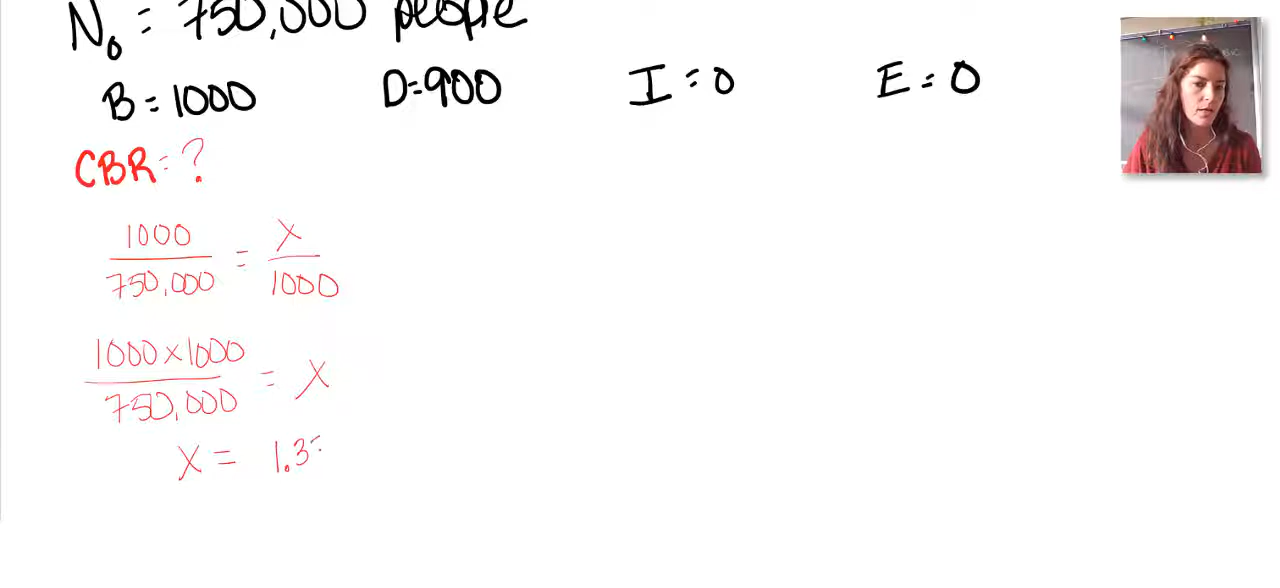 N₀ = 750,000 people
B = 1000 D=900 I = 0 E = 0
CBR = ?
1000 / 750,000 = X / 1000
1000 x 1000 / 750,000 = X
X = 1.3